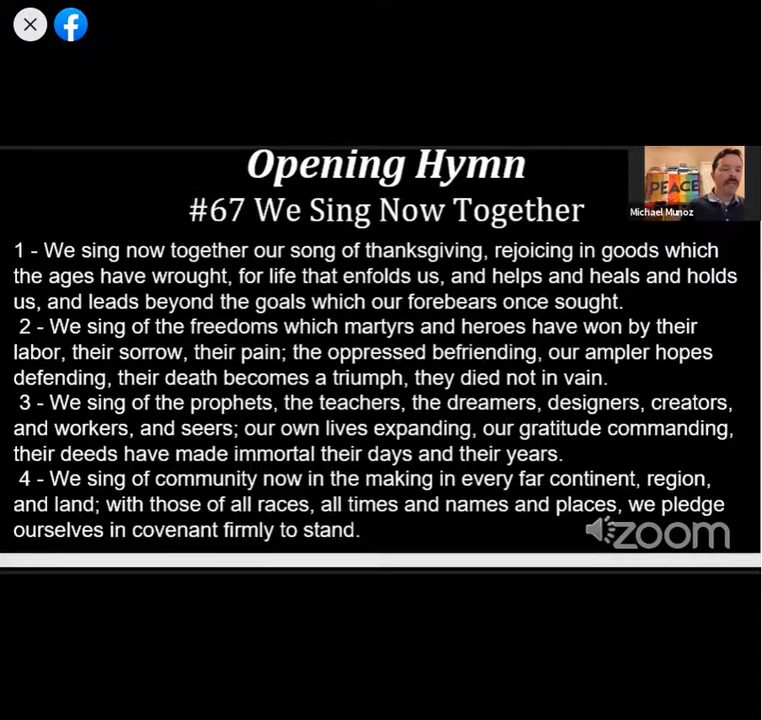 Opening Hymn
#67 We Sing Now Together
PEACE
Michael Munoz
1 - We sing now together our song of thanksgiving, rejoicing in goods which
the ages have wrought, for life that enfolds us, and helps and heals and holds
us, and leads beyond the goals which our forebears once sought.
2 - We sing of the freedoms which martyrs and heroes have won by their
labor, their sorrow, their pain; the oppressed befriending, our ampler hopes
defending, their death becomes a triumph, they died not in vain.
3 - We sing of the prophets, the teachers, the dreamers, designers, creators,
and workers, and seers; our own lives expanding, our gratitude commanding,
their deeds have made immortal their days and their years.
4 - We sing of community now in the making in every far continent, region,
and land; with those of all races, all times and names and places, we pledge
ourselves in covenant firmly to stand.
zoom